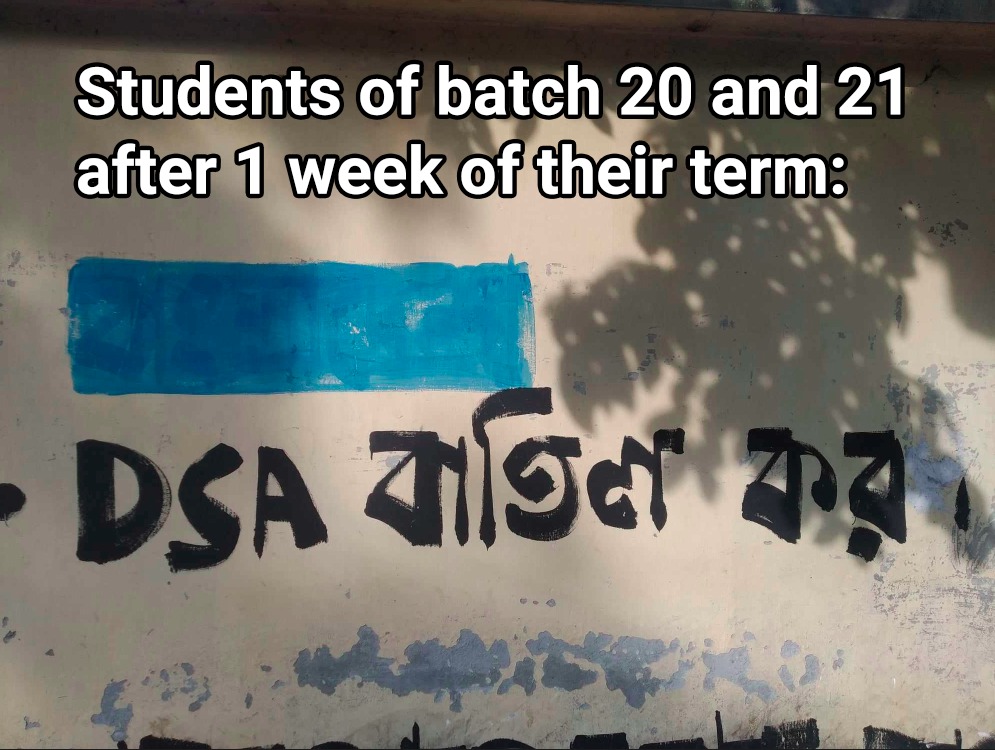 Students of batch 20 and 21
after 1 week of their term:
DSA বাতিল কর।